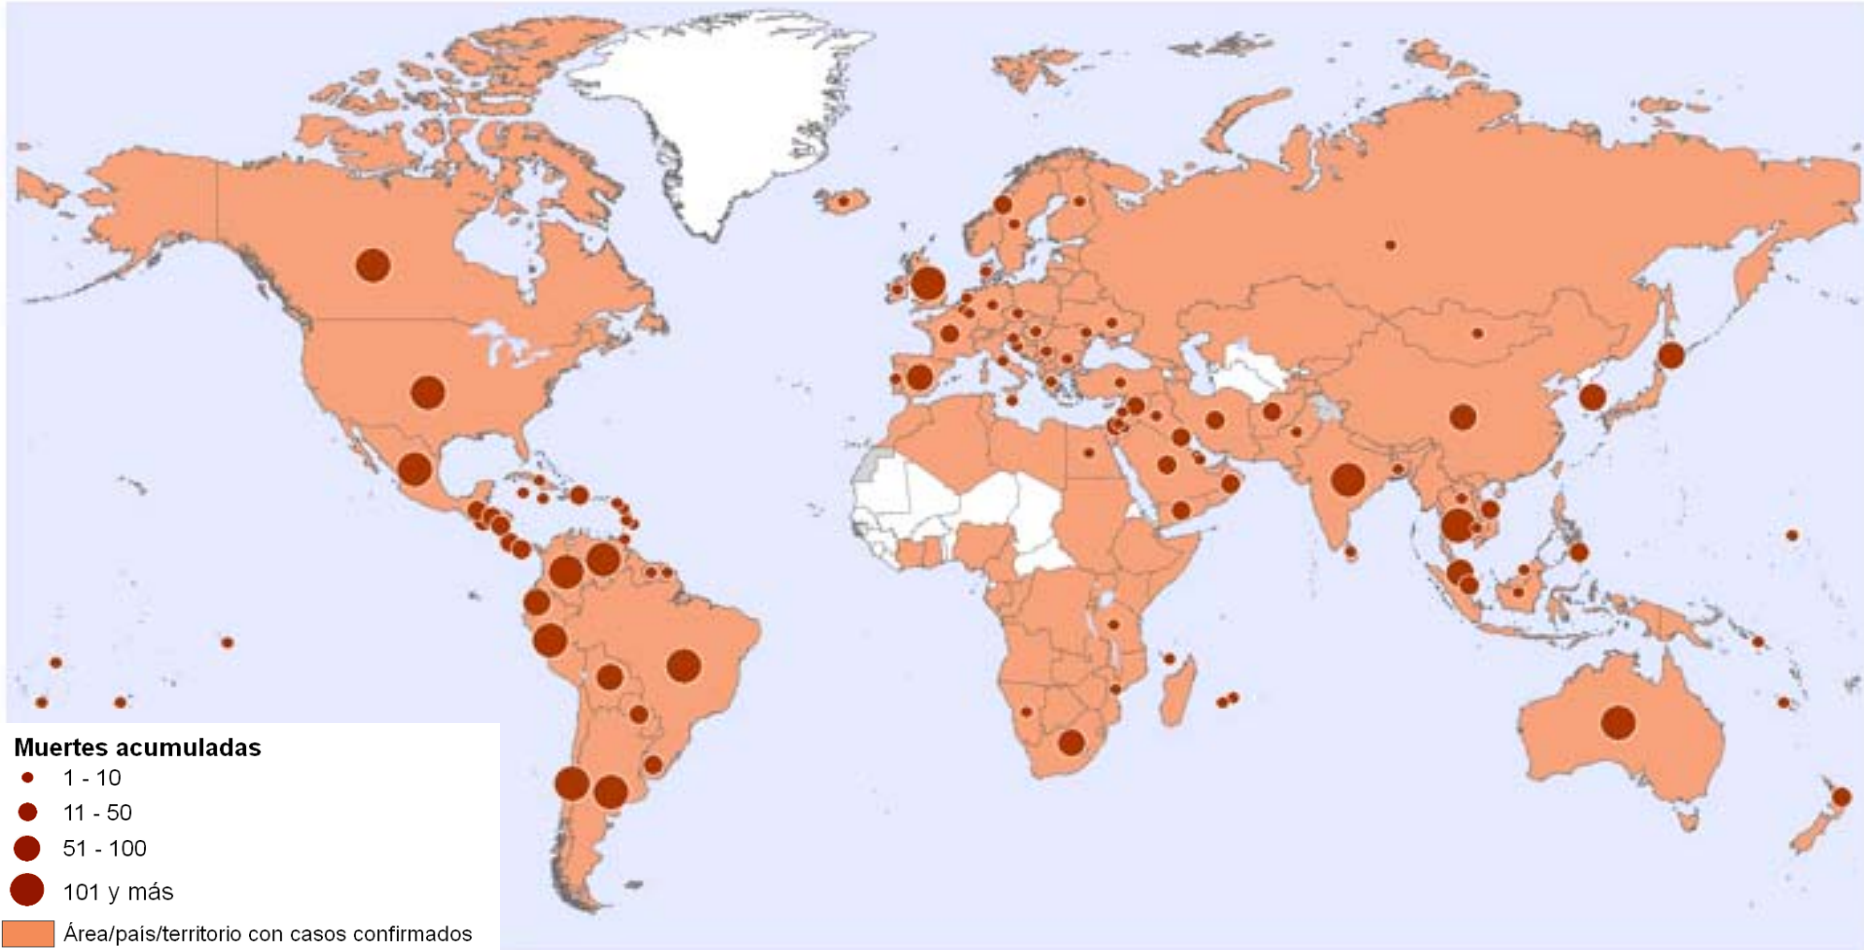 Muertes acumuladas
1 - 10
11 - 50
51 - 100
101 y más
Área/país/territorio con casos confirmados